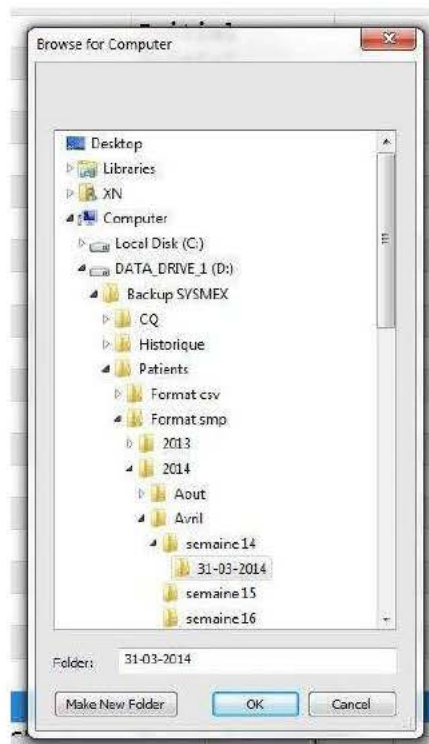 Browse for Computer
Desktop
Libraries
XN
Computer
Local Disk (C:)
DATA_DRIVE_1 (D:)
Backup SYSMEX
CQ
Historique
Patients
Format csv
Format smp
2013
2014
Aout
Avril
semaine14
31-03-2014
semaine15
semaine16
Folder: 31-03-2014
Make New Folder OK Cancel